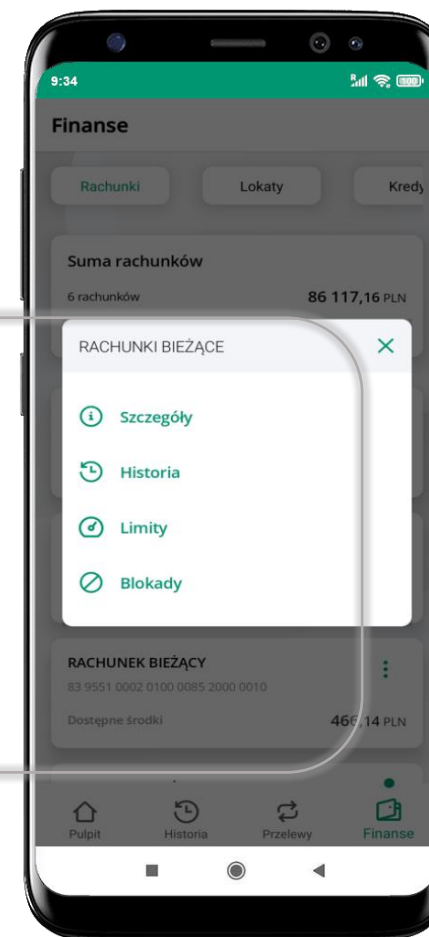 9:34
Finanse
Rachunki Lokaty Kredy
Suma rachunków
6 rachunków 86 117,16 PLN
RACHUNKI BIEŻĄCE
Szczegóły
Historia
Limity
Blokady
RACHUNEK BIEŻĄCY
83 9551 0002 0100 0085 2000 0010
Dostępne środki 466,14 PLN
Pulpit Historia Przelewy Finanse